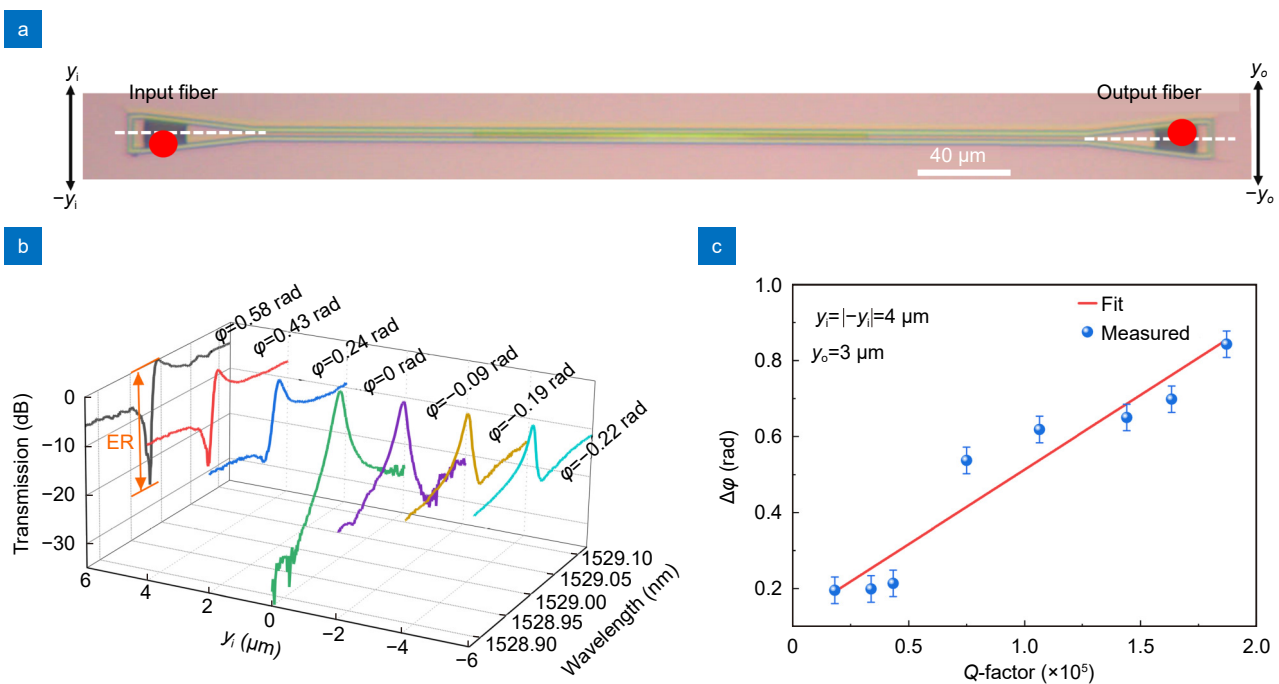 a
yᵢ
yₒ
Input fiber
Output fiber
40 μm
−yᵢ
−yₒ
b
c
φ=0.58 rad
φ=0.43 rad
φ=0.24 rad
φ=0 rad
φ=−0.09 rad
φ=−0.19 rad
φ=−0.22 rad
ER
Transmission (dB)
0
−10
−20
−30
6
4
2
0
−2
−4
−6
yᵢ (μm)
1529.10
1529.05
1529.00
1528.95
1528.90
Wavelength (nm)
yᵢ=|−yᵢ|=4 μm
yₒ=3 μm
Fit
Measured
Δφ (rad)
1.0
0.8
0.6
0.4
0.2
0
0.5
1.0
1.5
2.0
Q-factor (×10⁵)